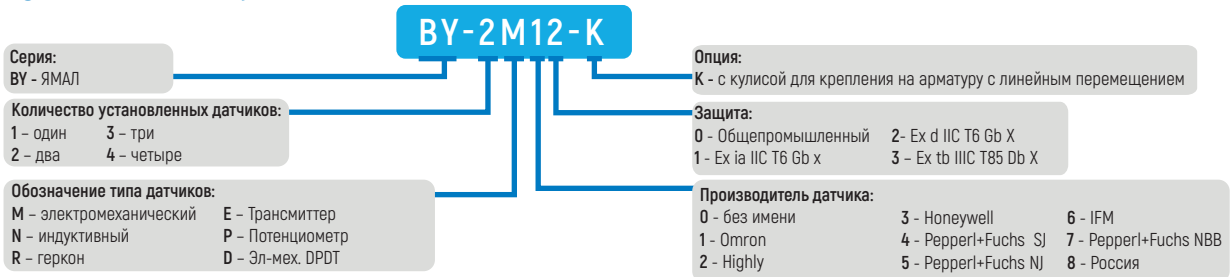 BY-2M12-K
Серия:
BY - ЯМАЛ
Количество установленных датчиков:
1 – один 3 – три
2 – два 4 – четыре
Обозначение типа датчиков:
M – электромеханический E – Трансмиттер
N – индуктивный P – Потенциометр
R – геркон D – Эл-мех. DPDT
Опция:
K - с кулисой для крепления на арматуру с линейным перемещением
Защита:
0 - Общепромышленный 2- Ex d IIC T6 Gb X
1 - Ex ia IIC T6 Gb x 3 – Ex tb IIIC T85 Db X
Производитель датчика:
0 - без имени 3 - Honeywell 6 - IFM
1 - Omron 4 - Pepperl+Fuchs SJ 7 - Pepperl+Fuchs NBB
2 - Highly 5 - Pepperl+Fuchs NJ 8 - Россия